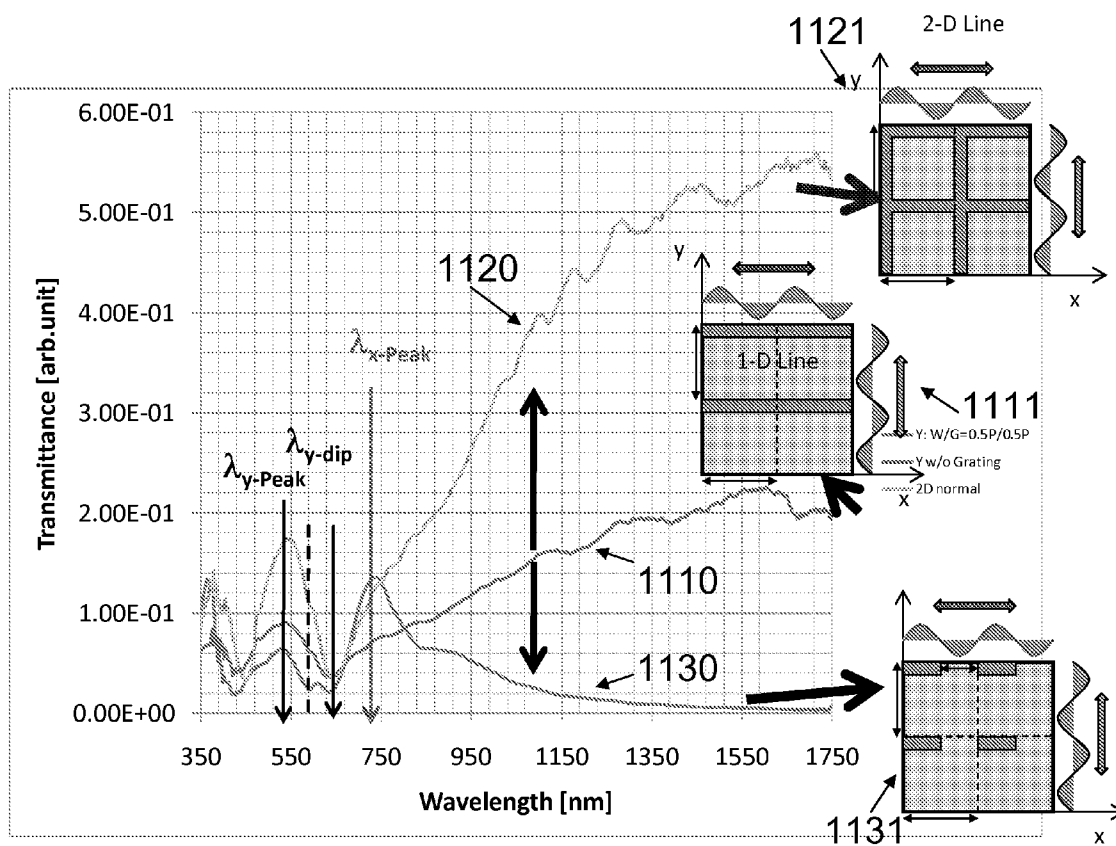 2-D Line
1121
y
x
6.00E-01
5.00E-01
4.00E-01
3.00E-01
2.00E-01
1.00E-01
0.00E+00
Transmittance [arb.unit]
1120
λx-Peak
λy-dip
λy-Peak
y
1-D Line
x
1111
Y: W/G=0.5P/0.5P
Y w/o Grating
2D normal
1110
1130
350 550 750 950 1150 1350 1550 1750
Wavelength [nm]
y
1131
x